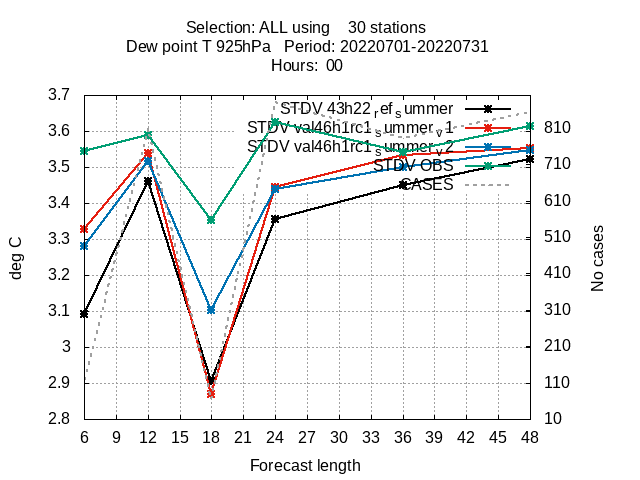 Selection: ALL using 30 stations
Dew point T 925hPa Period: 20220701-20220731
Hours: 00
3.7
3.6
3.5
3.4
3.3
3.2
3.1
3
2.9
2.8
deg C
STDV 43h22refsummer
STDV val46h1rc1summerv1
STDV val46h1rc1summerv2
STDV OBS
CASES
810
710
610
510
410
310
210
110
10
No cases
6 9 12 15 18 21 24 27 30 33 36 39 42 45 48
Forecast length